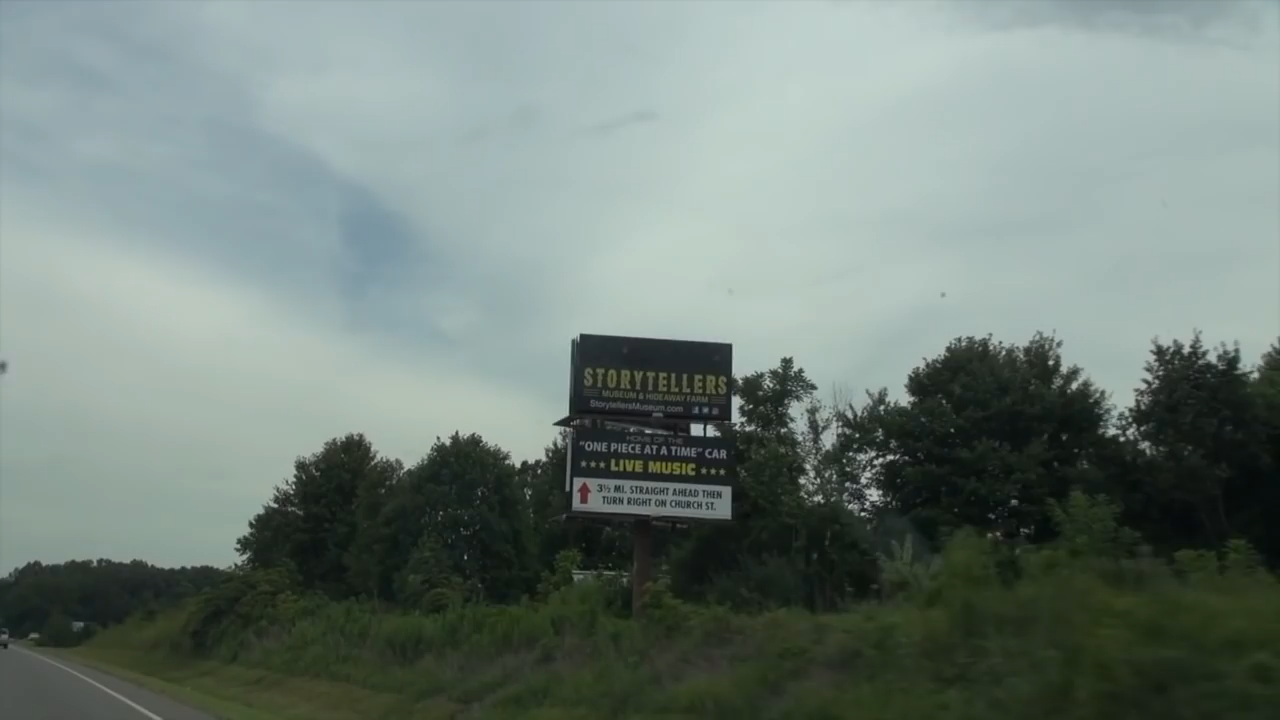 STORYTELLERS
MUSEUM & HIDEAWAY FARM
StorytellersMuseum.com
HOME OF THE
"ONE PIECE AT A TIME" CAR
LIVE MUSIC
3½ MI. STRAIGHT AHEAD THEN
TURN RIGHT ON CHURCH ST.